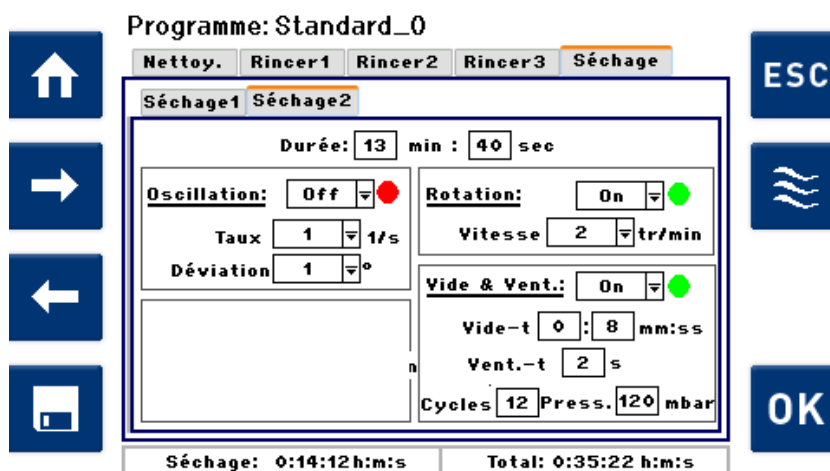 Programme: Standard_0
Nettoy. Rincer1 Rincer2 Rincer3 Séchage
ESC
Séchage1 Séchage2
Durée: 13 min : 40 sec
Oscillation: Off
Rotation: On
Taux 1 1/s
Vitesse 2 tr/min
Déviation 1 °
Vide & Vent.: On
Vide-t 0 : 8 mm:ss
Vent.-t 2 s
Cycles 12 Press. 120 mbar
OK
Séchage: 0:14:12 h:m:s
Total: 0:35:22 h:m:s